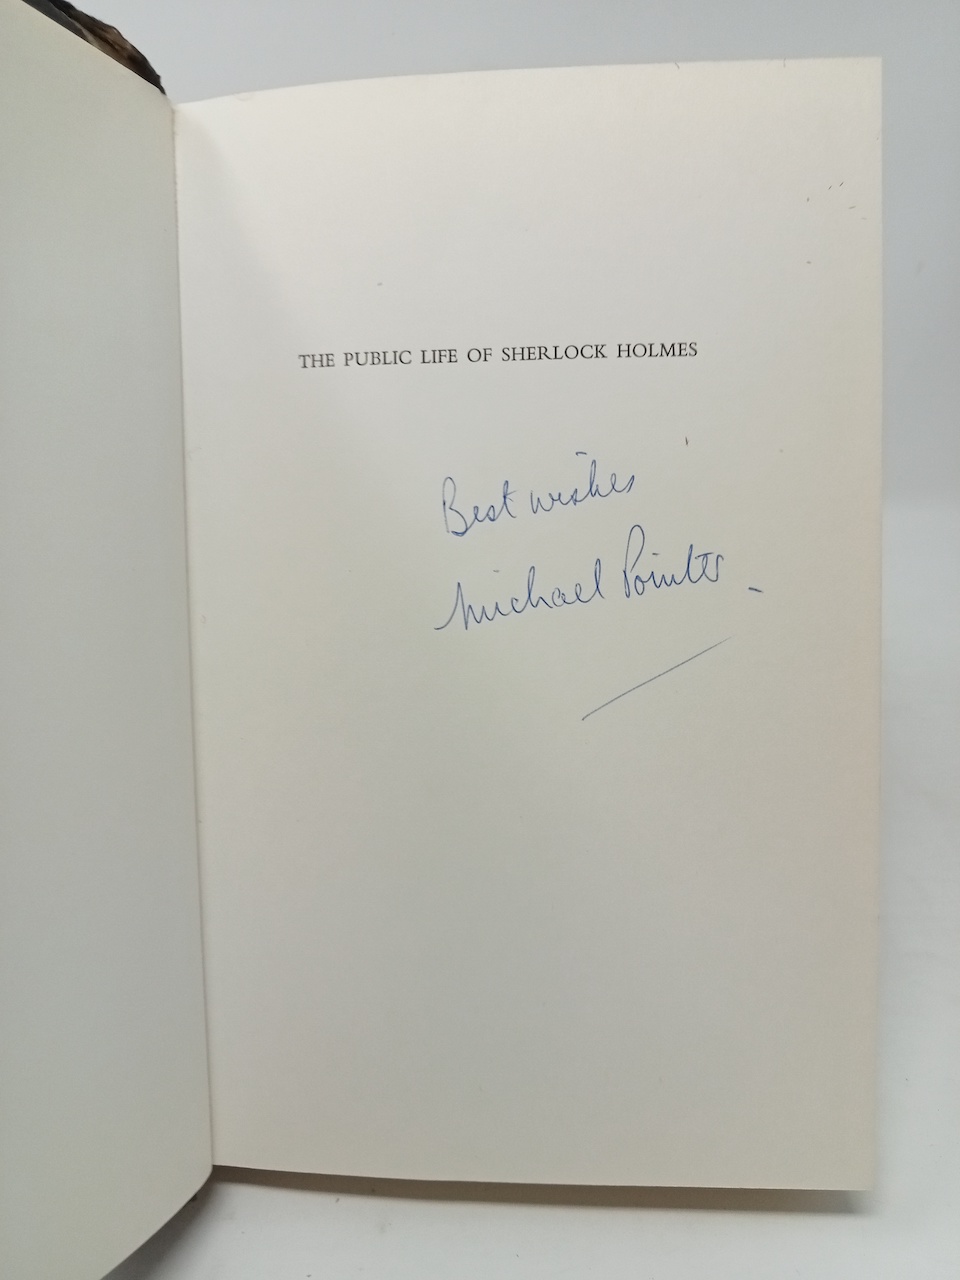 THE PUBLIC LIFE OF SHERLOCK HOLMES
Best wishes
Michael Pointer